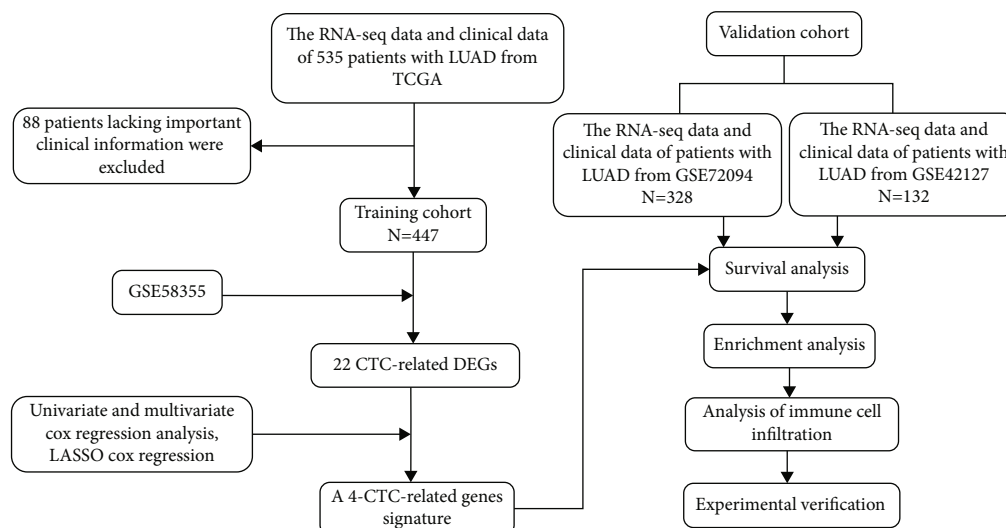 The RNA-seq data and clinical data
of 535 patients with LUAD from
TCGA
88 patients lacking important
clinical information were
excluded
Training cohort
N=447
GSE58355
22 CTC-related DEGs
Univariate and multivariate
cox regression analysis,
LASSO cox regression
A 4-CTC-related genes
signature
Validation cohort
The RNA-seq data and
clinical data of patients with
LUAD from GSE72094
N=328
The RNA-seq data and
clinical data of patients with
LUAD from GSE42127
N=132
Survival analysis
Enrichment analysis
Analysis of immune cell
infiltration
Experimental verification